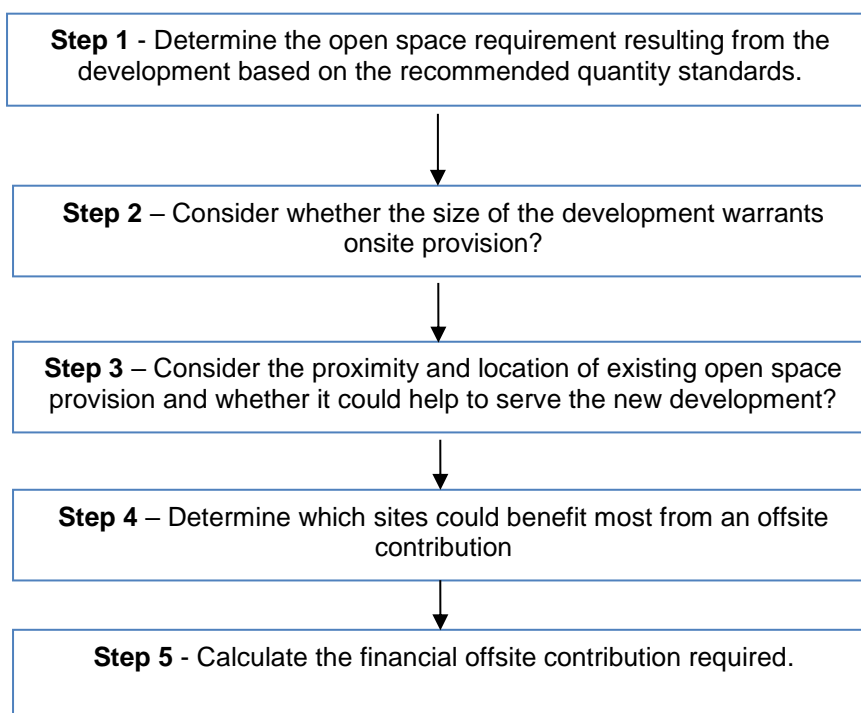 Step 1 - Determine the open space requirement resulting from the
development based on the recommended quantity standards.
Step 2 – Consider whether the size of the development warrants
onsite provision?
Step 3 – Consider the proximity and location of existing open space
provision and whether it could help to serve the new development?
Step 4 – Determine which sites could benefit most from an offsite
contribution
Step 5 - Calculate the financial offsite contribution required.